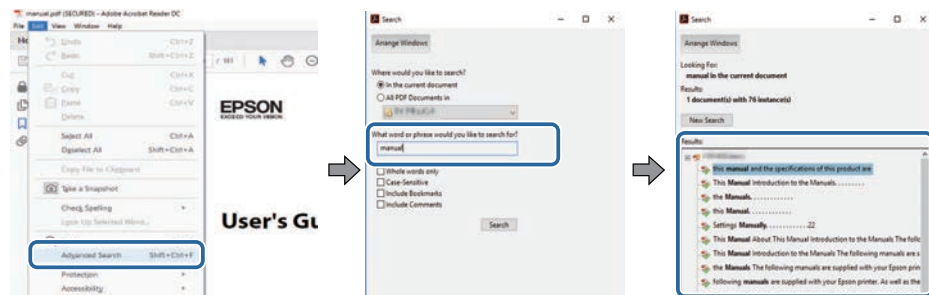 manual.pdf (SECURED) - Adobe Acrobat Reader DC
File Edit View Window Help
Undo Ctrl+Z
Redo Shift+Ctrl+Z
Cut Ctrl+X
Copy Ctrl+C
Paste Ctrl+V
Delete
Select All Ctrl+A
Deselect All Shift+Ctrl+A
Copy File to Clipboard
Take a Snapshot
Check Spelling
Advanced Search Shift+Ctrl+F
Protection
Accessibility
/ 181
EPSON
EXCEED YOUR VISION
User's Gu
Search
Arrange Windows
Where would you like to search?
In the current document
All PDF Documents in
What word or phrase would you like to search for?
manual
Whole words only
Case-Sensitive
Include Bookmarks
Include Comments
Search
Search
Arrange Windows
Looking For:
manual in the current document
Results:
1 document(s) with 76 instance(s)
New Search
Results:
this manual and the specifications of this product are
This Manual Introduction to the Manuals.........
the Manuals.............
this Manual.............
Settings Manually.............22
This Manual About This Manual Introduction to the Manuals The follo
This Manual Introduction to the Manuals The following manuals are s
the Manuals The following manuals are supplied with your Epson prin
following manuals are supplied with your Epson printer. As well as the